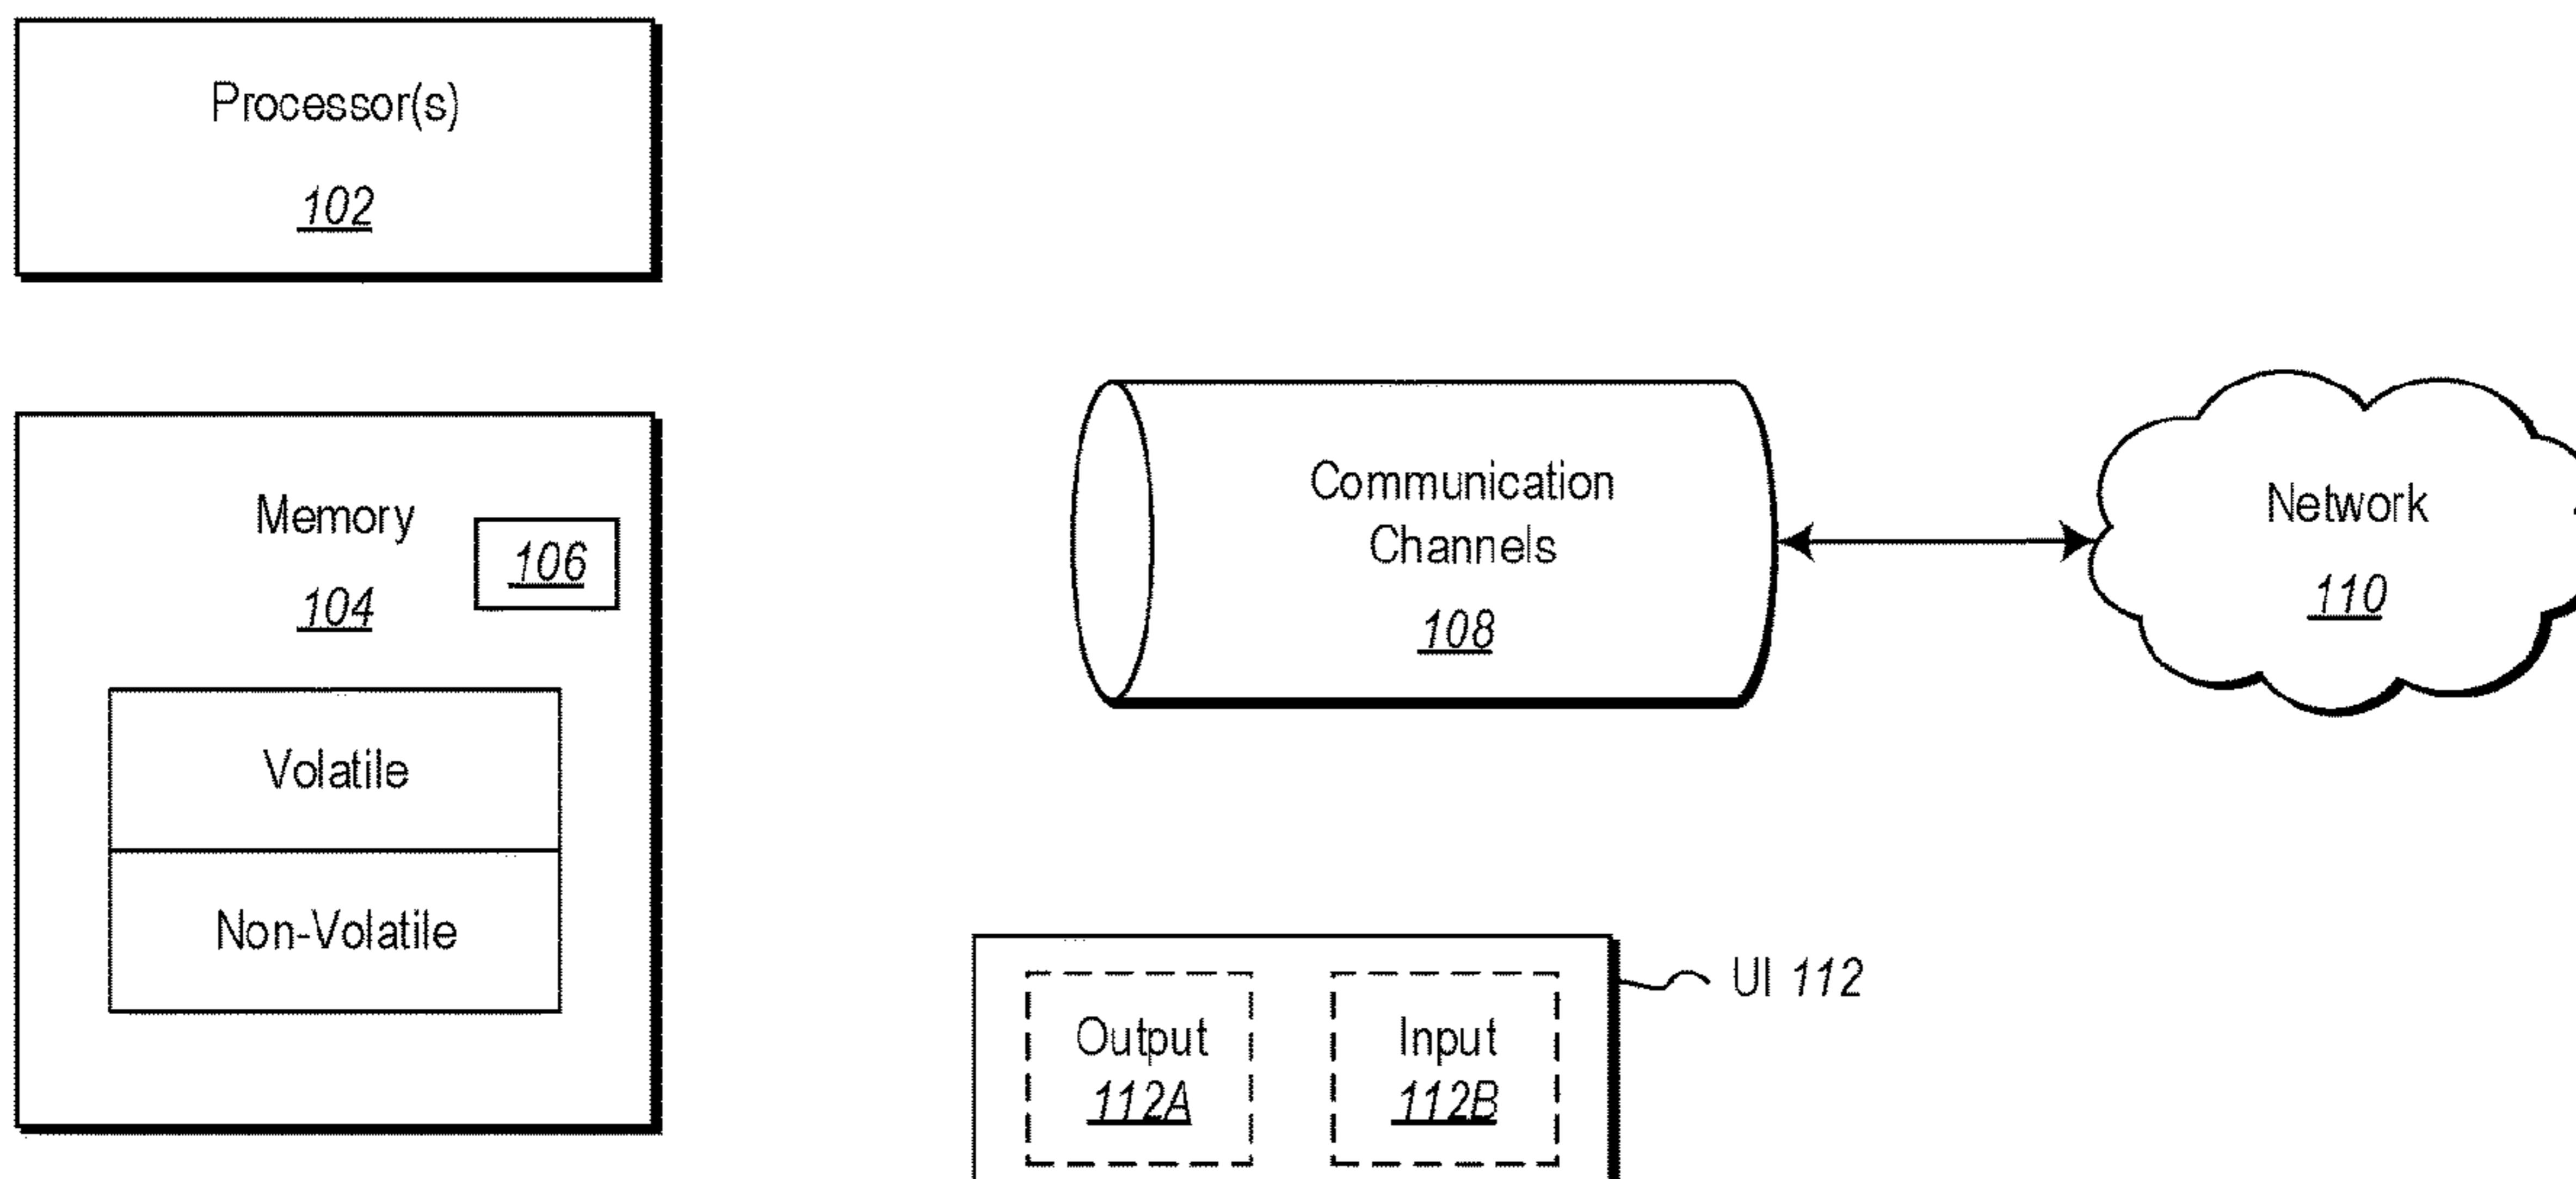 Processor(s)
102
Memory
104
106
Volatile
Non-Volatile
Communication
Channels
108
Network
110
UI 112
Output
112A
Input
112B